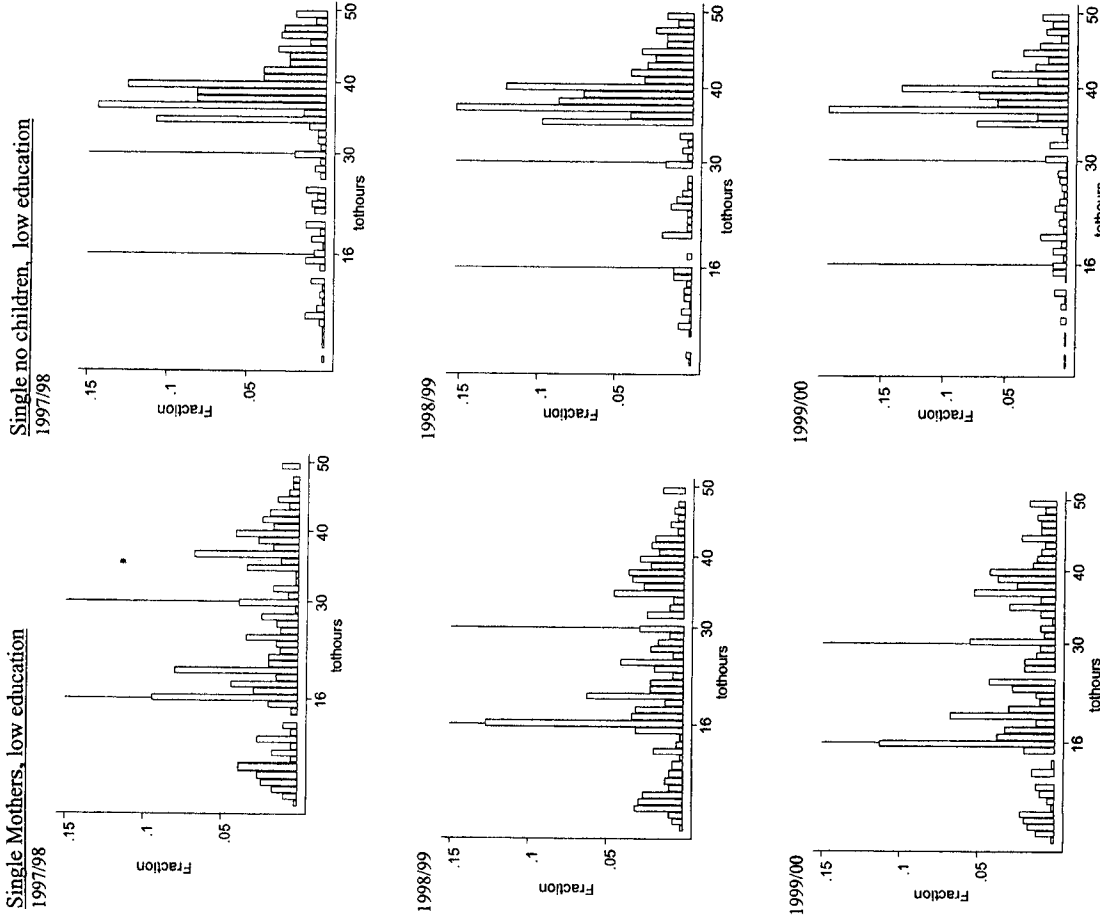 Single Mothers, low education
1997/98
Fraction
.15
.1
.05
16 30 40 50
tothours
Single no children, low education
1997/98
Fraction
.15
.1
.05
16 30 40 50
tothours
1998/99
Fraction
.15
.1
.05
16 30 40 50
tothours
1998/99
Fraction
.15
.1
.05
16 30 40 50
tothours
1999/00
Fraction
.15
.1
.05
16 30 40 50
tothours
1999/00
Fraction
.15
.1
.05
16 30 40 50
tothours